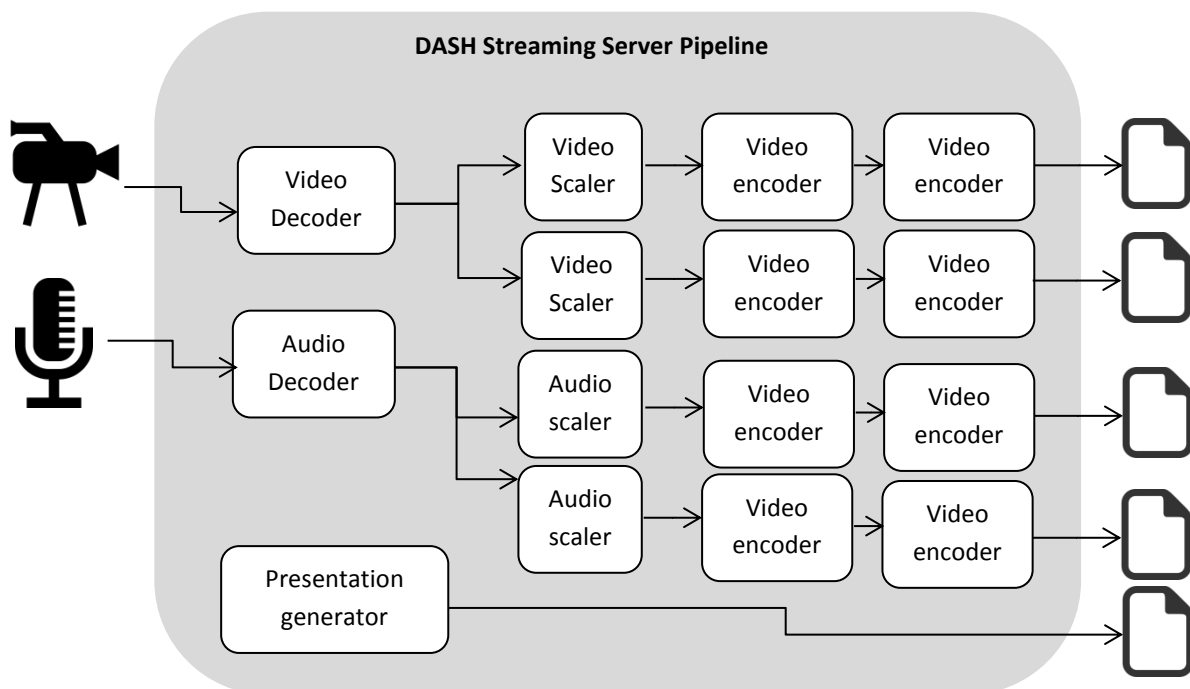 DASH Streaming Server Pipeline
Video
Decoder
Video
Scaler
Video
encoder
Video
encoder
Video
Scaler
Video
encoder
Video
encoder
Audio
Decoder
Audio
scaler
Video
encoder
Video
encoder
Audio
scaler
Video
encoder
Video
encoder
Presentation
generator